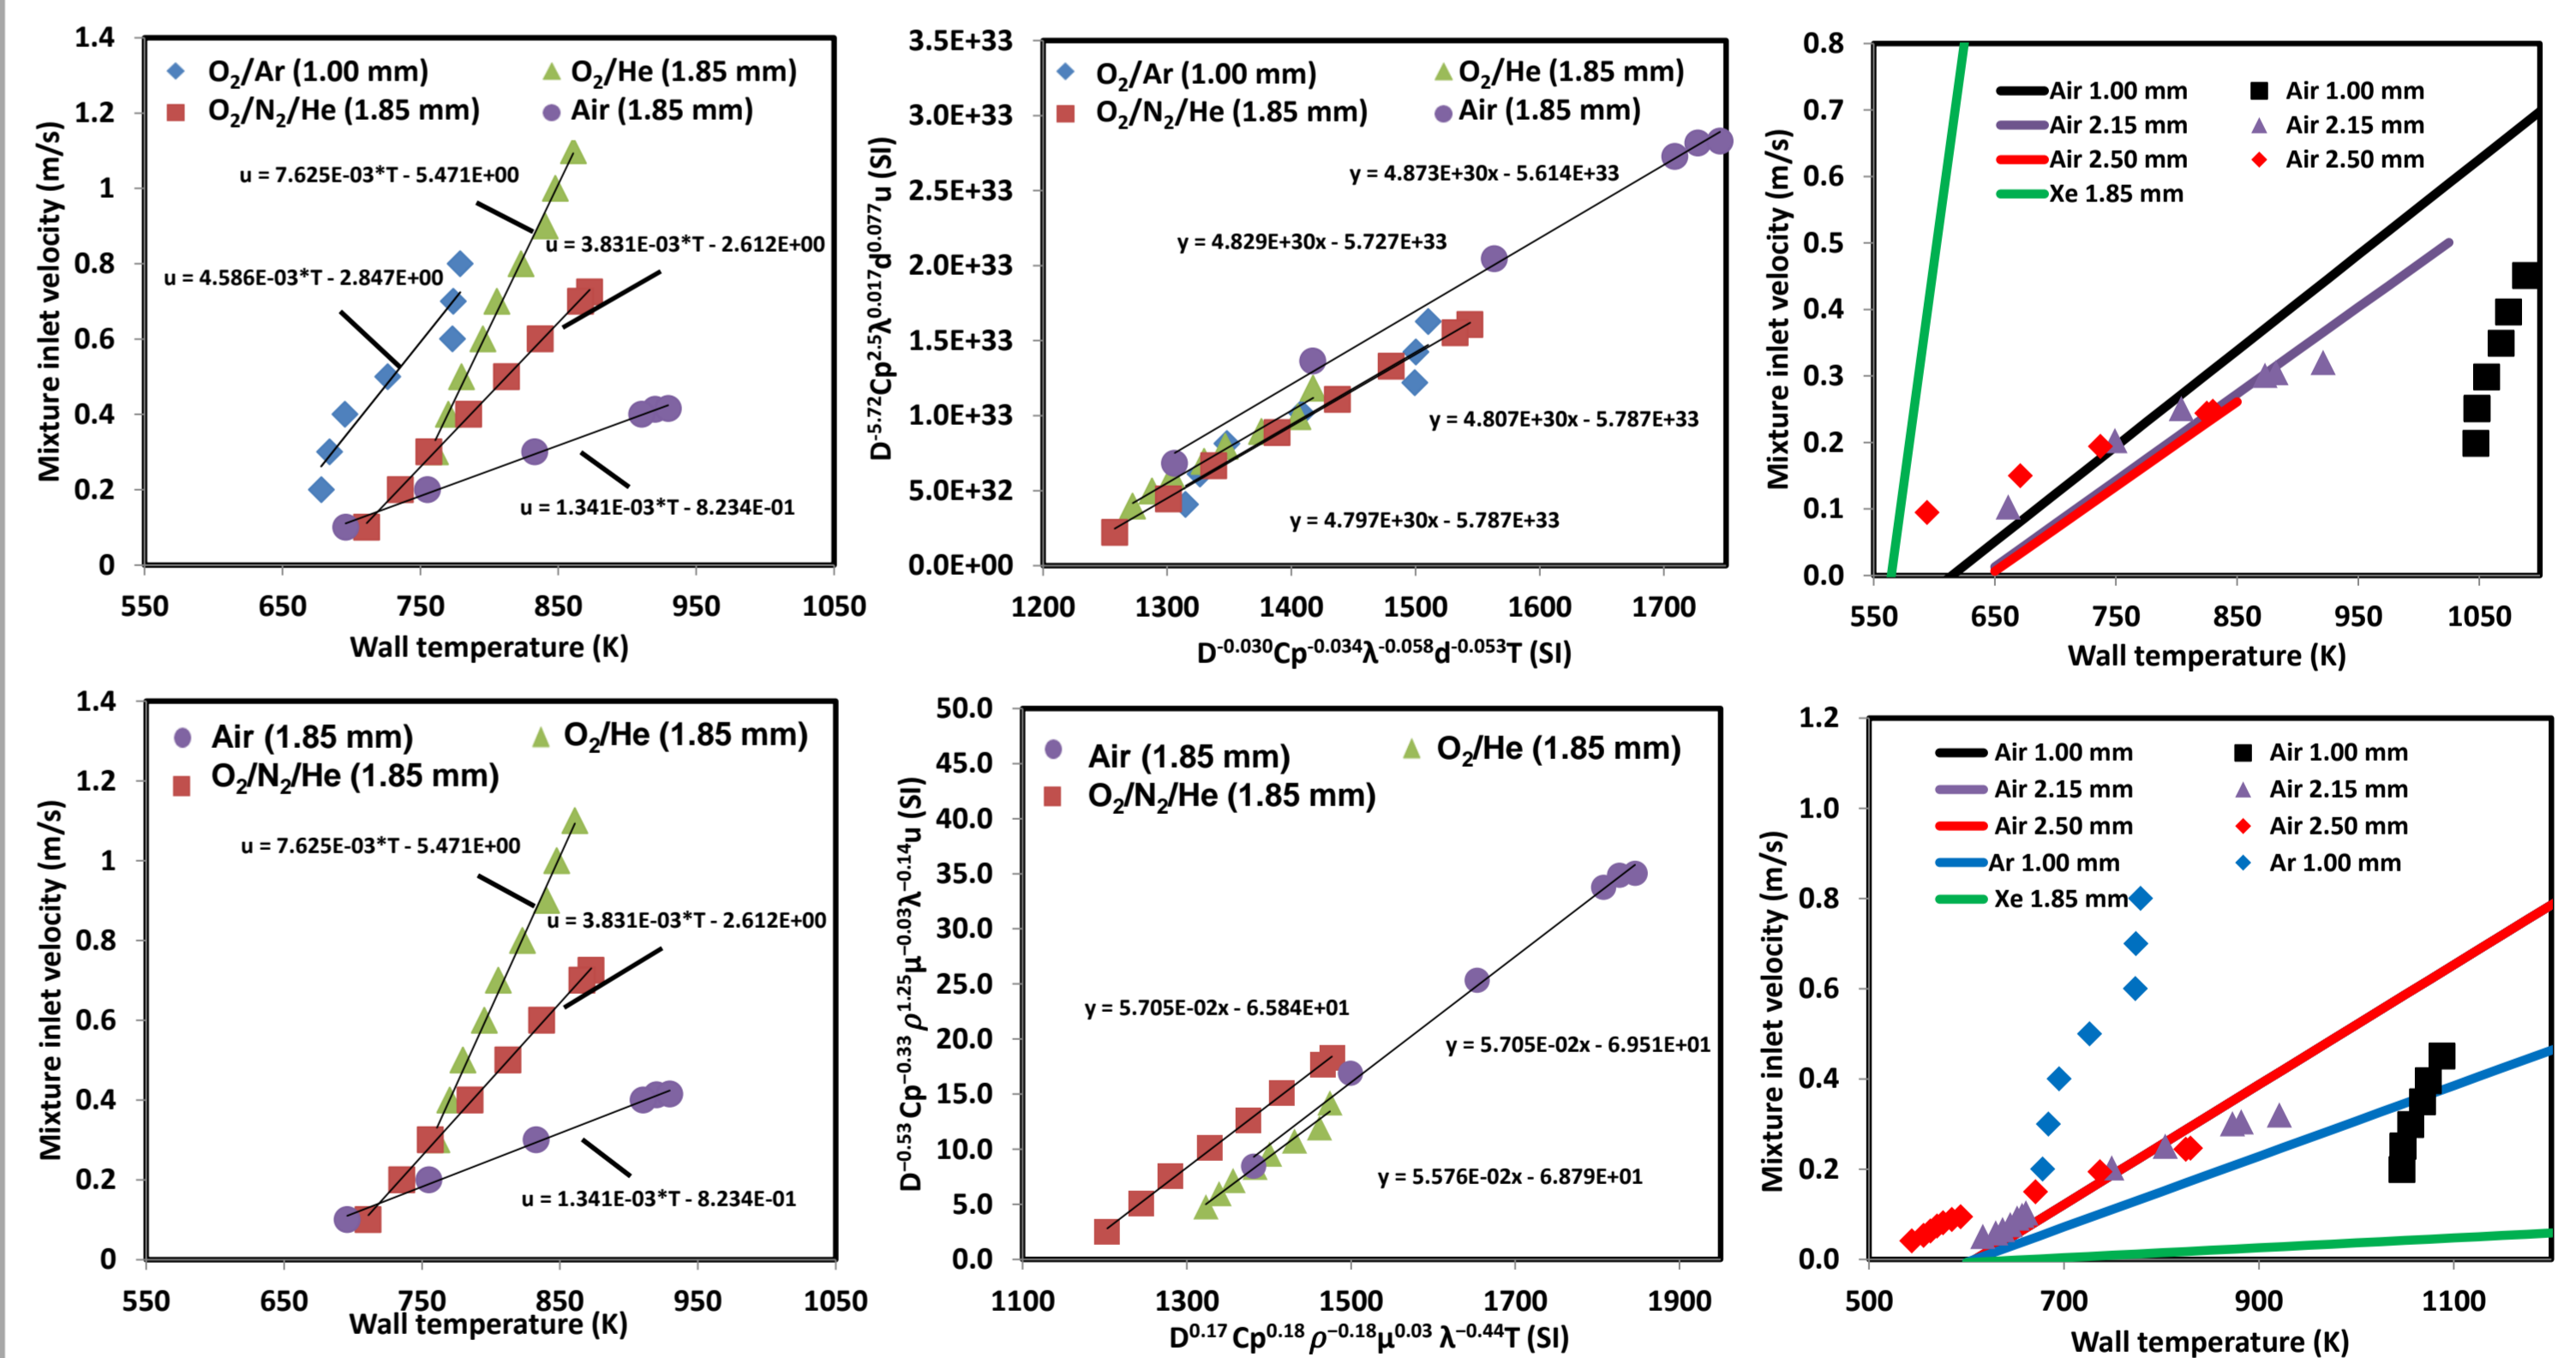 1.4
1.2
1
0.8
0.6
0.4
0.2
0
550 650 750 850 950 1050
Mixture inlet velocity (m/s)
Wall temperature (K)
O₂/Ar (1.00 mm) O₂/He (1.85 mm)
O₂/N₂/He (1.85 mm) Air (1.85 mm)
u = 7.625E-03*T - 5.471E+00
u = 3.831E-03*T - 2.612E+00
u = 4.586E-03*T - 2.847E+00
u = 1.341E-03*T - 8.234E-01
3.5E+33
3.0E+33
2.5E+33
2.0E+33
1.5E+33
1.0E+33
5.0E+32
0.0E+00
1200 1300 1400 1500 1600 1700
D⁻⁵·⁷²Cp²·⁵λ⁰·⁰¹⁷d⁰·⁰⁷⁷u (SI)
D⁻⁰·⁰³⁰Cp⁻⁰·⁰³⁴λ⁻⁰·⁰⁵⁸d⁻⁰·⁰⁵³T (SI)
O₂/Ar (1.00 mm) O₂/He (1.85 mm)
O₂/N₂/He (1.85 mm) Air (1.85 mm)
y = 4.873E+30x - 5.614E+33
y = 4.829E+30x - 5.727E+33
y = 4.807E+30x - 5.787E+33
y = 4.797E+30x - 5.787E+33
0.8
0.7
0.6
0.5
0.4
0.3
0.2
0.1
0.0
550 650 750 850 950 1050
Mixture inlet velocity (m/s)
Wall temperature (K)
Air 1.00 mm Air 1.00 mm
Air 2.15 mm Air 2.15 mm
Air 2.50 mm Air 2.50 mm
Xe 1.85 mm
1.4
1.2
1
0.8
0.6
0.4
0.2
0
550 650 750 850 950 1050
Mixture inlet velocity (m/s)
Wall temperature (K)
Air (1.85 mm) O₂/He (1.85 mm)
O₂/N₂/He (1.85 mm)
u = 7.625E-03*T - 5.471E+00
u = 3.831E-03*T - 2.612E+00
u = 1.341E-03*T - 8.234E-01
50.0
45.0
40.0
35.0
30.0
25.0
20.0
15.0
10.0
5.0
0.0
1100 1300 1500 1700 1900
D⁻⁰·⁵³ Cp⁻⁰·³³ ρ¹·²⁵μ⁻⁰·⁰³λ⁻⁰·¹⁴u (SI)
D⁰·¹⁷ Cp⁰·¹⁸ ρ⁻⁰·¹⁸μ⁰·⁰³ λ⁻⁰·⁴⁴T (SI)
Air (1.85 mm) O₂/He (1.85 mm)
O₂/N₂/He (1.85 mm)
y = 5.705E-02x - 6.584E+01
y = 5.705E-02x - 6.951E+01
y = 5.576E-02x - 6.879E+01
1.2
1.0
0.8
0.6
0.4
0.2
0.0
500 700 900 1100
Mixture inlet velocity (m/s)
Wall temperature (K)
Air 1.00 mm Air 1.00 mm
Air 2.15 mm Air 2.15 mm
Air 2.50 mm Air 2.50 mm
Ar 1.00 mm Ar 1.00 mm
Xe 1.85 mm